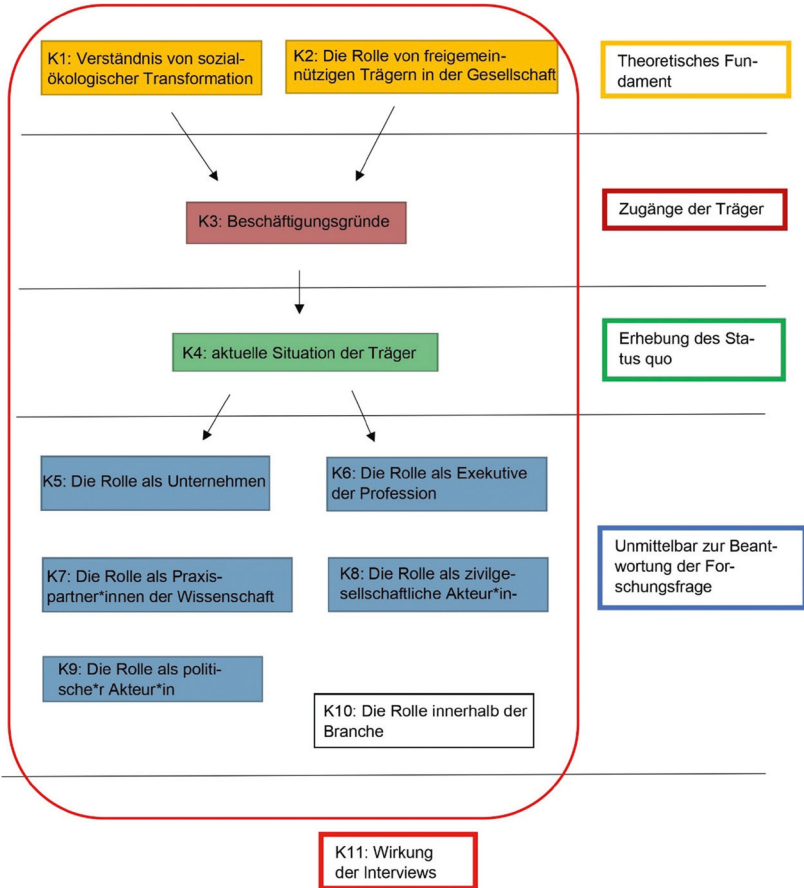 K1: Verständnis von sozial-
ökologischer Transformation
K2: Die Rolle von freigemein-
nützigen Trägern in der Gesellschaft
Theoretisches Fun-
dament
K3: Beschäftigungsgründe
Zugänge der Träger
K4: aktuelle Situation der Träger
Erhebung des Sta-
tus quo
K5: Die Rolle als Unternehmen
K6: Die Rolle als Exekutive
der Profession
K7: Die Rolle als Praxis-
partner*innen der Wissenschaft
K8: Die Rolle als zivilge-
sellschaftliche Akteur*in-
Unmittelbar zur Beant-
wortung der For-
schungsfrage
K9: Die Rolle als politi-
sche*r Akteur*in
K10: Die Rolle innerhalb der
Branche
K11: Wirkung
der Interviews